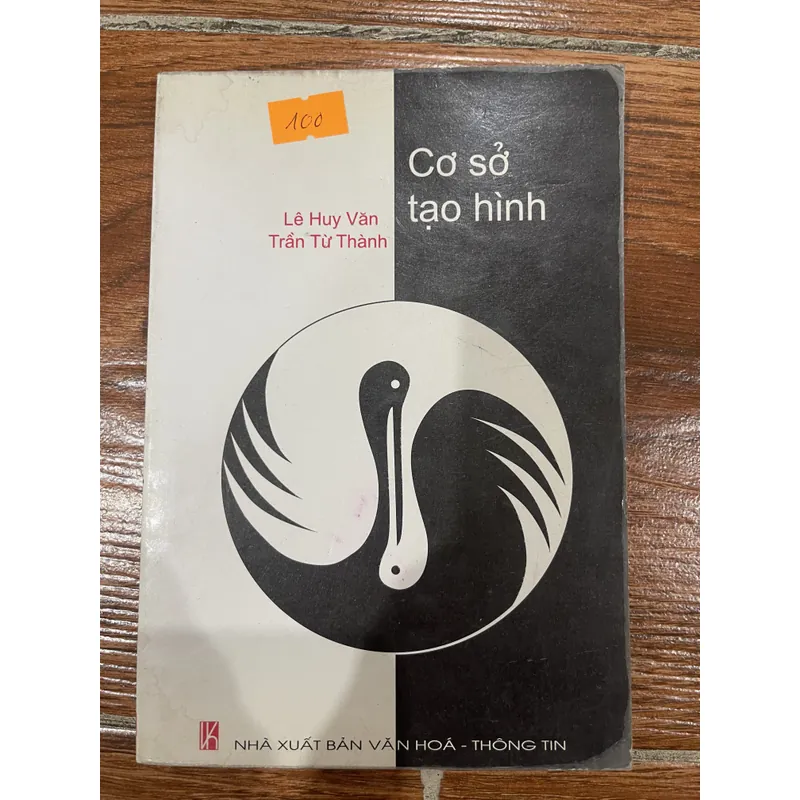 100
Cơ sở
tạo hình
Lê Huy Văn
Trần Từ Thành
NHÀ XUẤT BẢN VĂN HOÁ - THÔNG TIN